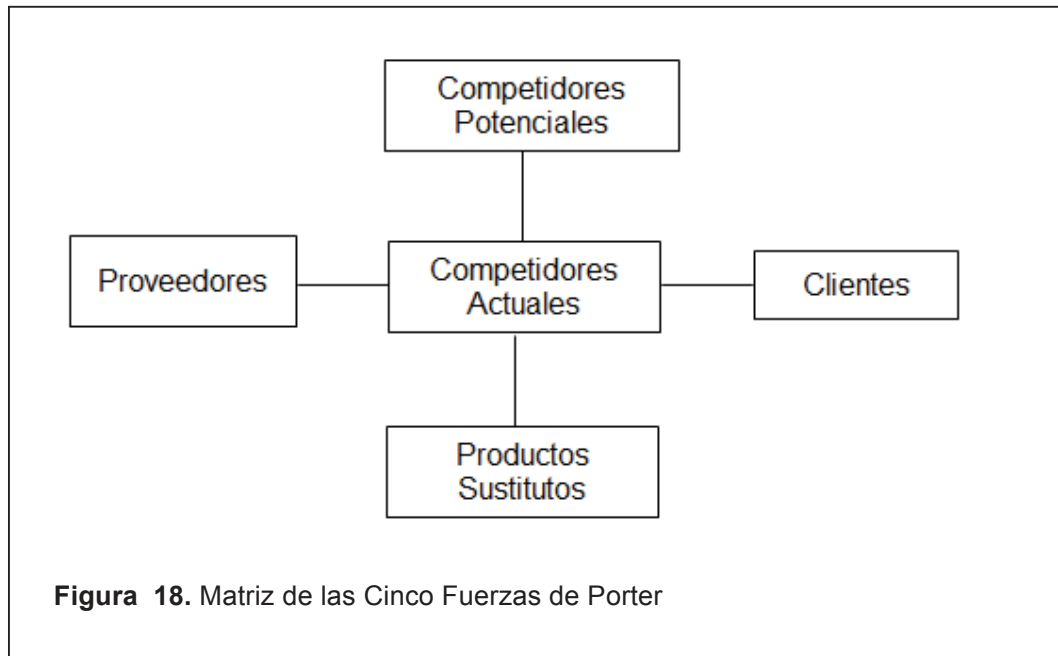 Competidores
Potenciales
Proveedores
Competidores
Actuales
Clientes
Productos
Sustitutos
Figura 18. Matriz de las Cinco Fuerzas de Porter